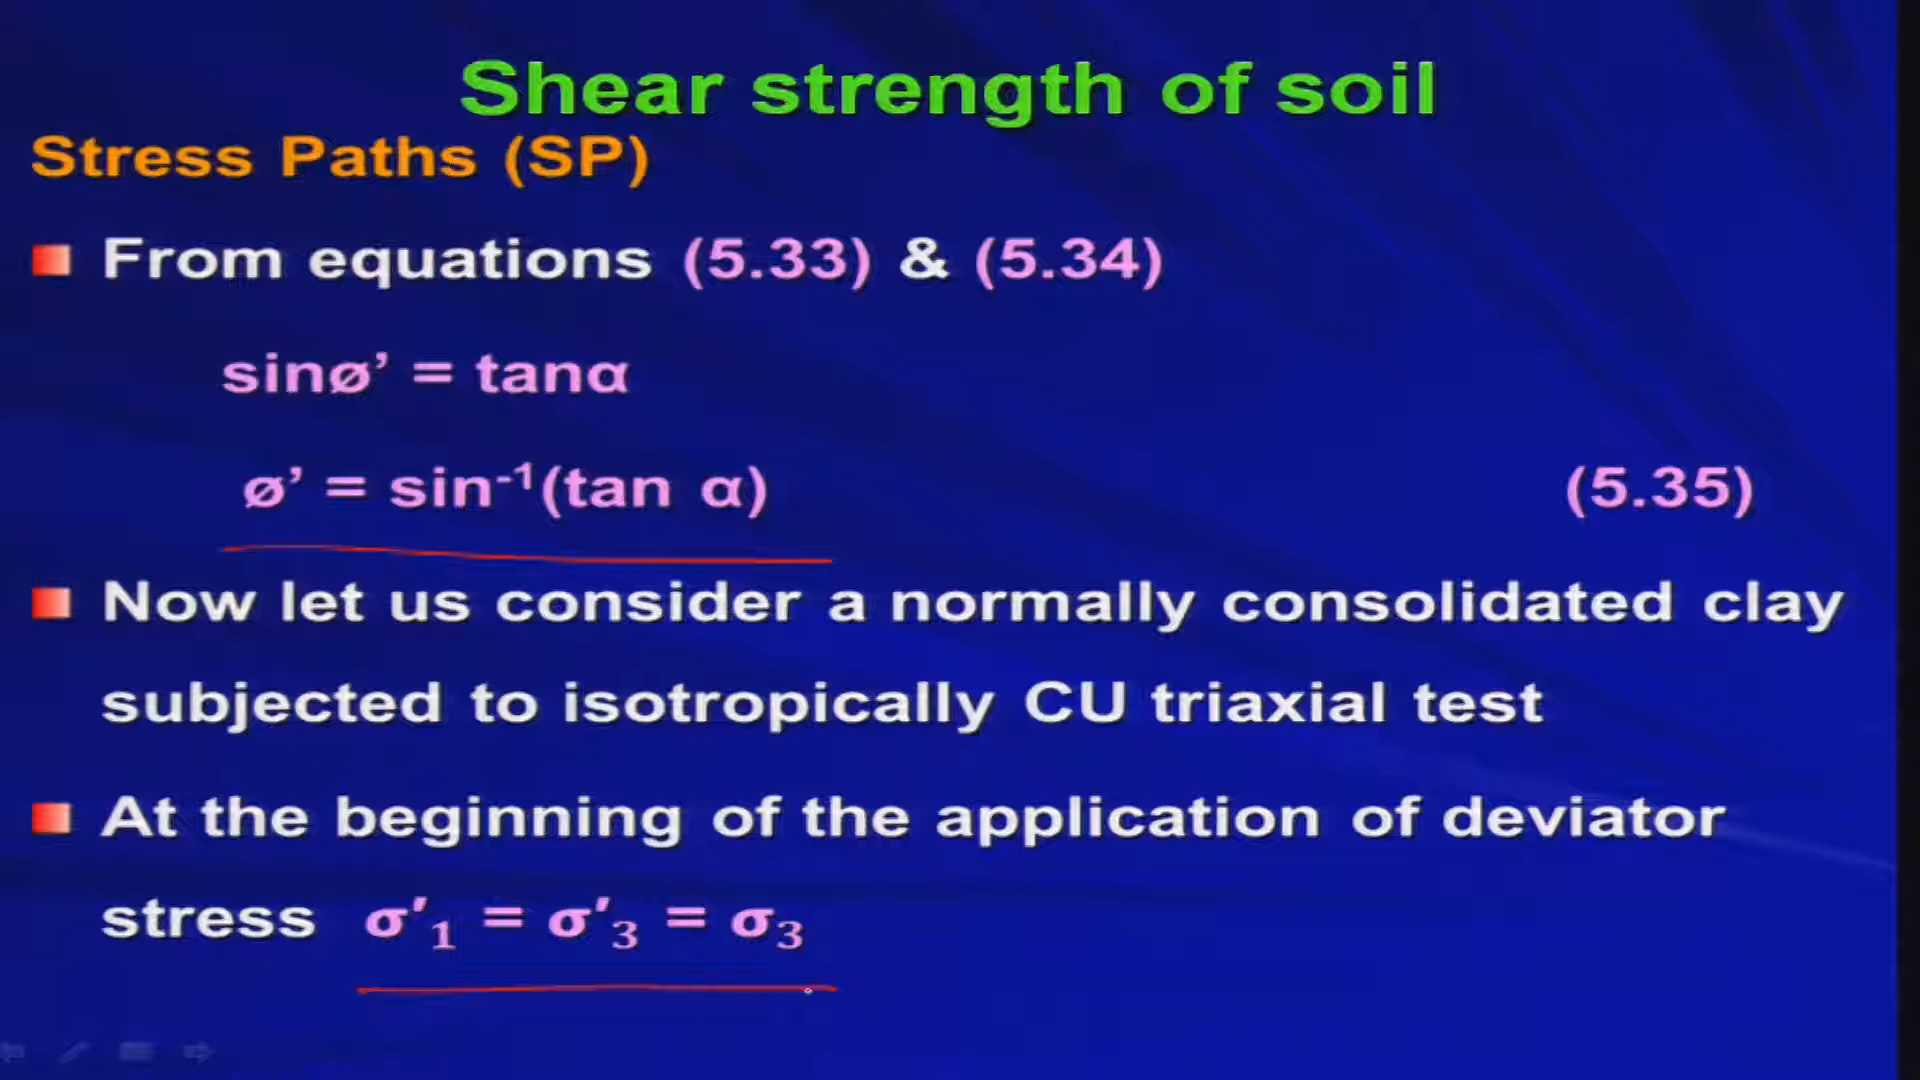 Shear strength of soil
Stress Paths (SP)
From equations (5.33) & (5.34)
sinø’ = tanα
ø’ = sin⁻¹(tan α) (5.35)
Now let us consider a normally consolidated clay
subjected to isotropically CU triaxial test
At the beginning of the application of deviator
stress σ′₁ = σ′₃ = σ₃